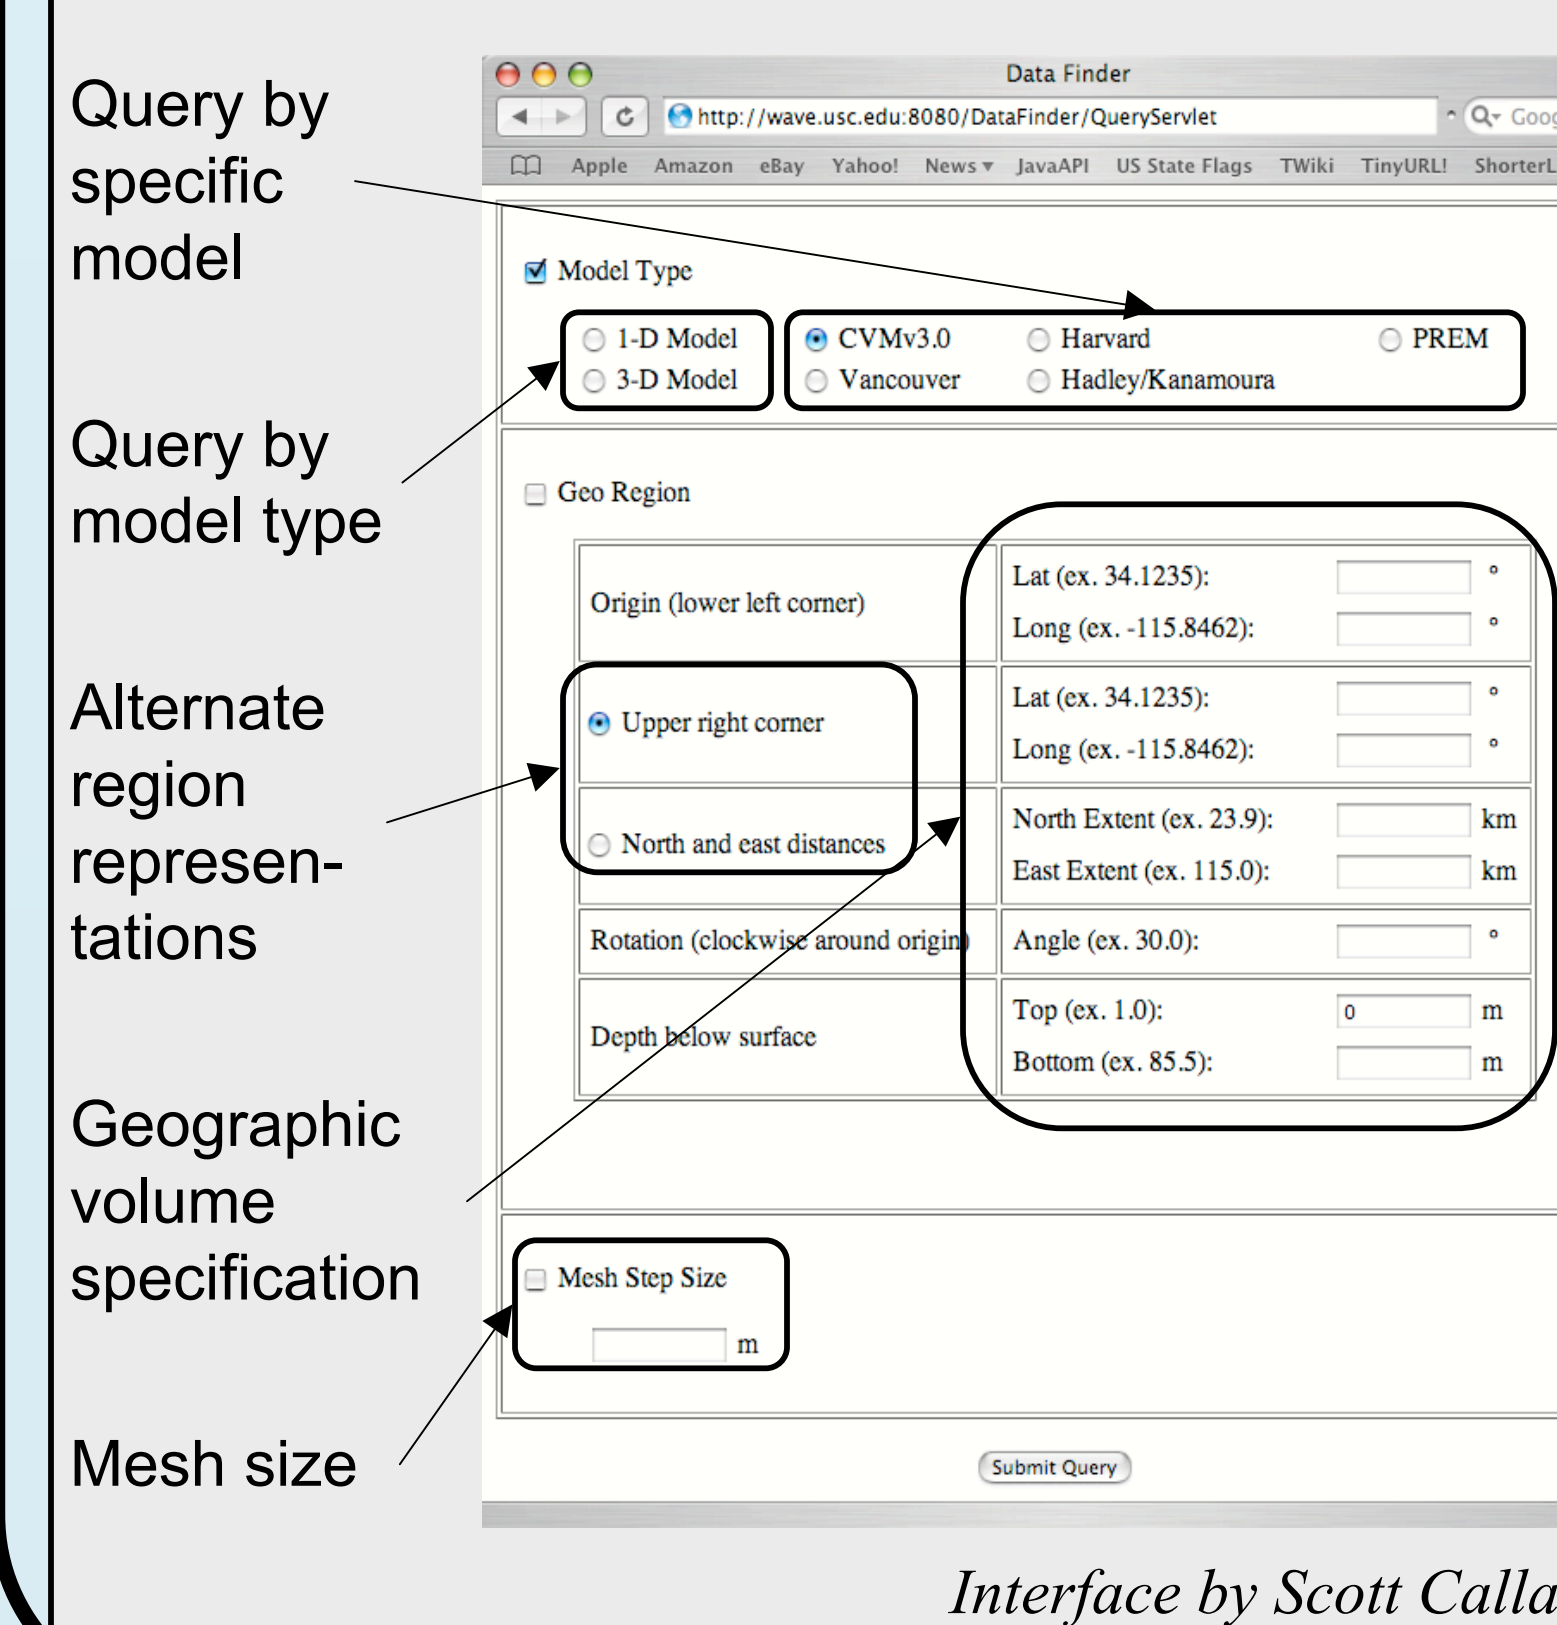 Query by
specific
model
Query by
model type
Alternate
region
represen-
tations
Geographic
volume
specification
Mesh size
Data Finder
http://wave.usc.edu:8080/DataFinder/QueryServlet
Apple Amazon eBay Yahoo! News JavaAPI US State Flags TWiki TinyURL!
Model Type
1-D Model CVMv3.0 Harvard PREM
3-D Model Vancouver Hadley/Kanamoura
Geo Region
Origin (lower left corner)
Lat (ex. 34.1235): °
Long (ex. -115.8462): °
Upper right corner
Lat (ex. 34.1235): °
Long (ex. -115.8462): °
North and east distances
North Extent (ex. 23.9): km
East Extent (ex. 115.0): km
Rotation (clockwise around origin) Angle (ex. 30.0): °
Depth below surface
Top (ex. 1.0): 0 m
Bottom (ex. 85.5): m
Mesh Step Size
m
Submit Query
Interface by Scott